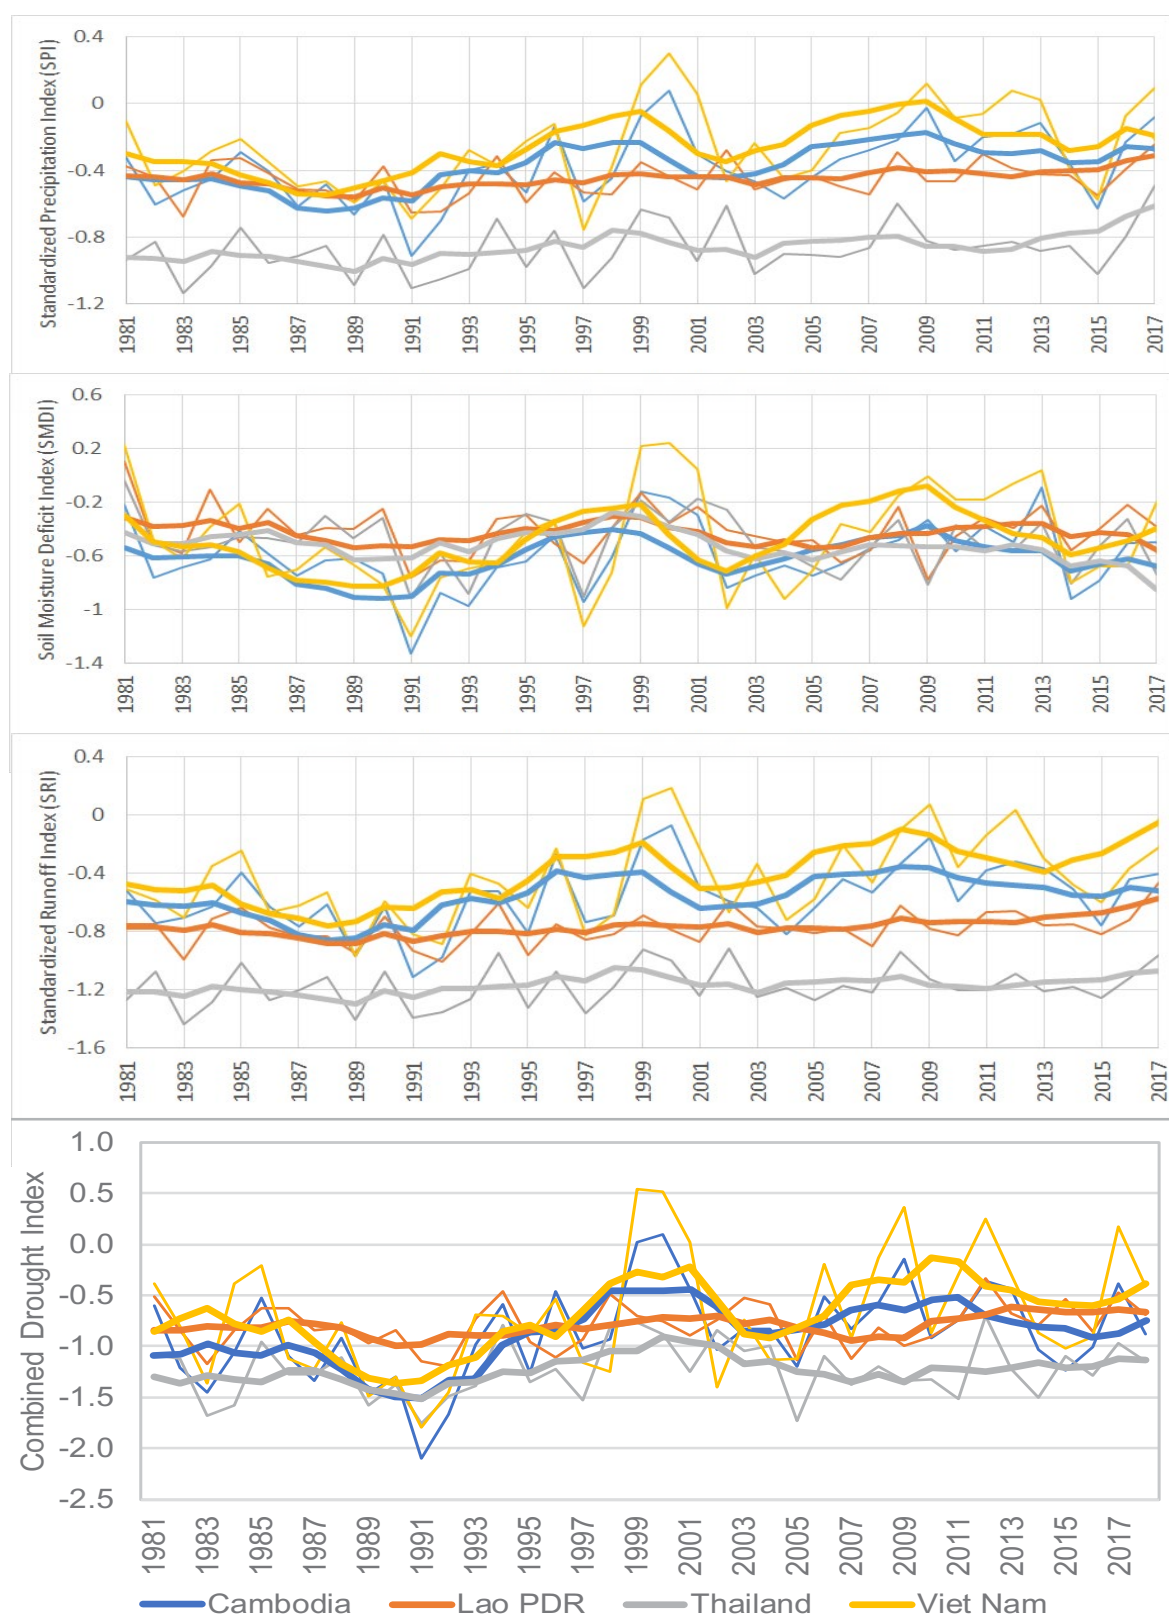 Standardized Precipitation Index (SPI)
0.4
0
-0.4
-0.8
-1.2
1981 1983 1985 1987 1989 1991 1993 1995 1997 1999 2001 2003 2005 2007 2009 2011 2013 2015 2017
Soil Moisture Deficit Index (SMDI)
0.6
0.2
-0.2
-0.6
-1
-1.4
1981 1983 1985 1987 1989 1991 1993 1995 1997 1999 2001 2003 2005 2007 2009 2011 2013 2015 2017
Standardized Runoff Index (SRI)
0.4
0
-0.4
-0.8
-1.2
-1.6
1981 1983 1985 1987 1989 1991 1993 1995 1997 1999 2001 2003 2005 2007 2009 2011 2013 2015 2017
Combined Drought Index
1.0
0.5
0.0
-0.5
-1.0
-1.5
-2.0
-2.5
1981 1983 1985 1987 1989 1991 1993 1995 1997 1999 2001 2003 2005 2007 2009 2011 2013 2015 2017
Cambodia Lao PDR Thailand Viet Nam